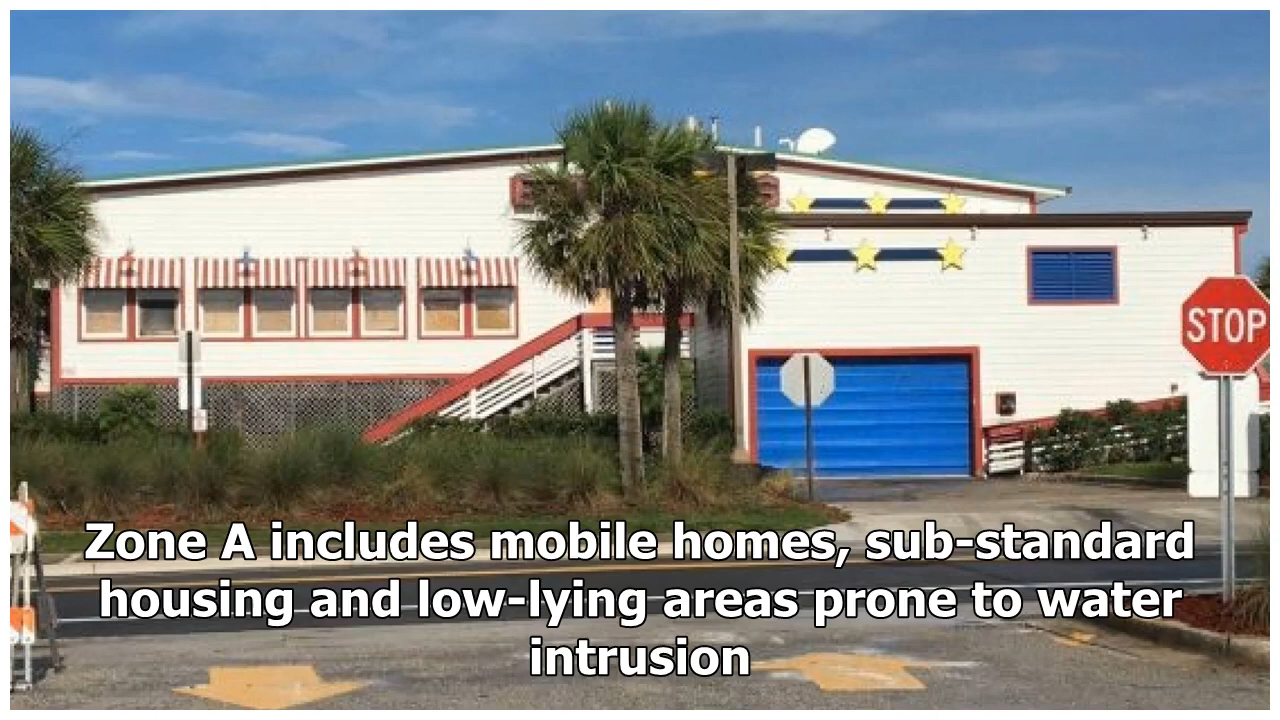 STOP
Zone A includes mobile homes, sub-standard
housing and low-lying areas prone to water
intrusion